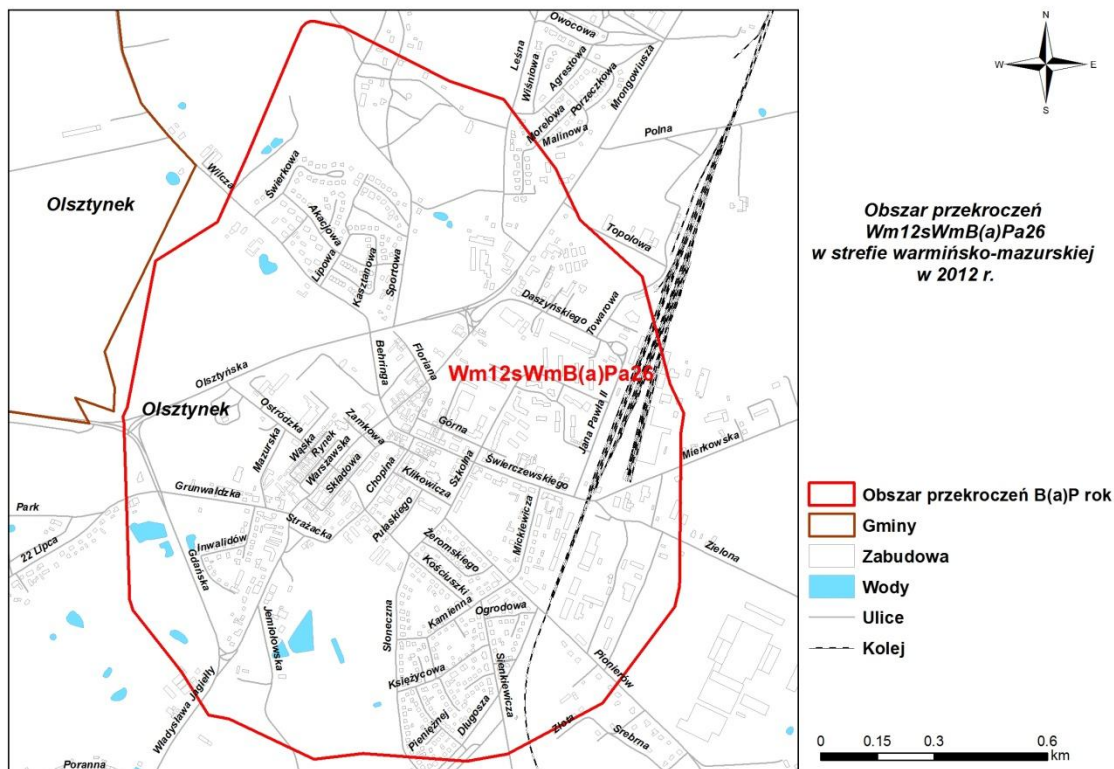 Owocowa
Leśna
Wiśniowa
Agrestowa
Porzeczkowa
Mrongowiusza
Morelowa
Malinowa
Polna
Wilcza
Świerkowa
Olsztynek
Akacjowa
Lipowa
Kasztanowa
Sportowa
Topolowa
Daszyńskiego
Towarowa
Behringa
Floriana
Wm12sWmB(a)Pa26
Olsztyńska
Olsztynek
Ostródzka
Zamkowa
Górna
Jana Pawła II
Mierkowska
Mazurska
Wąska
Rynek
Warszawska
Składowa
Chopina
Klikowicza
Szkolna
Świerczewskiego
Grunwaldzka
Park
Strażacka
Pułaskiego
Mickiewicza
22 Lipca
Inwalidów
Gdańska
Żeromskiego
Kościuszki
Zielona
Jemiołowska
Słoneczna
Kamienna
Ogrodowa
Księżycowa
Sienkiewicza
Pionierów
Władysława Jagiełły
Pieniężnej
Długosza
Złota
Srebrna
Poranna
N
W
E
S
Obszar przekroczeń
Wm12sWmB(a)Pa26
w strefie warmińsko-mazurskiej
w 2012 r.
Obszar przekroczeń B(a)P rok
Gminy
Zabudowa
Wody
Ulice
Kolej
0 0.15 0.3 0.6
km